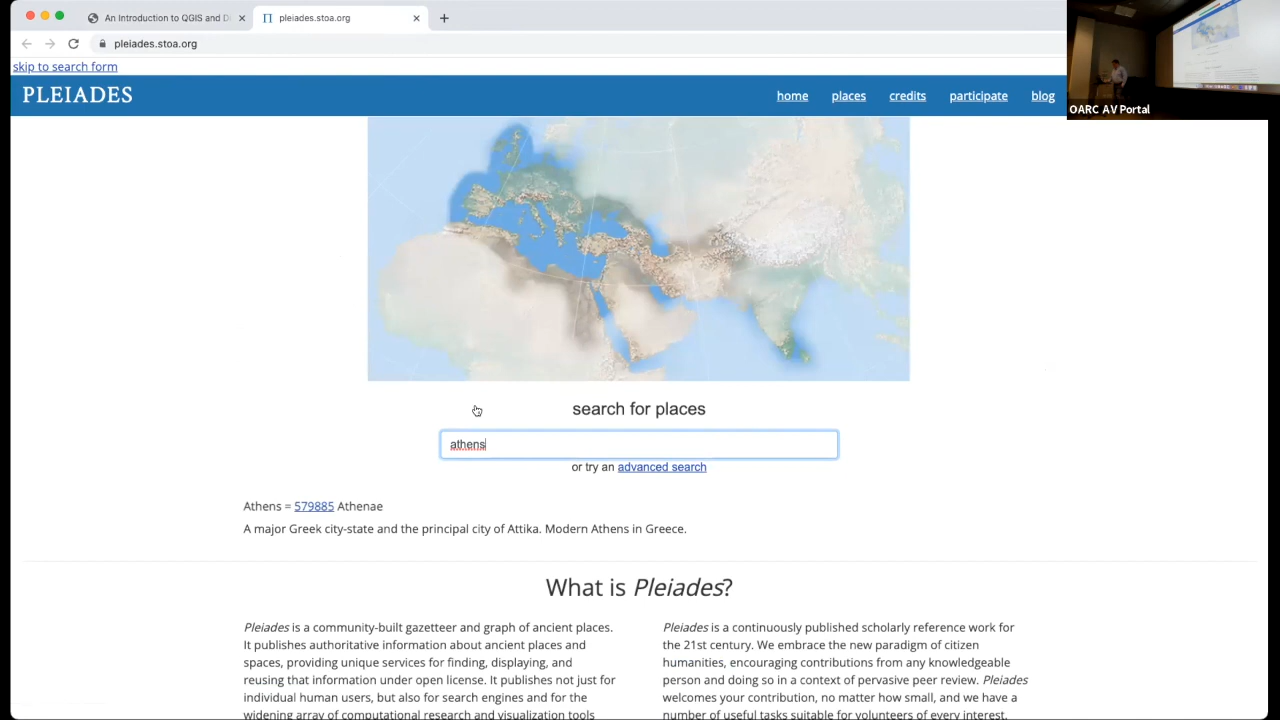 An Introduction to QGIS and D
pleiades.stoa.org
pleiades.stoa.org
skip to search form
PLEIADES
home places credits participate blog
OARC AV Portal
search for places
athens
or try an advanced search
Athens = 579885 Athenae
A major Greek city-state and the principal city of Attika. Modern Athens in Greece.
What is Pleiades?
Pleiades is a community-built gazetteer and graph of ancient places.
It publishes authoritative information about ancient places and
spaces, providing unique services for finding, displaying, and
reusing that information under open license. It publishes not just for
individual human users, but also for search engines and for the
widening array of computational research and visualization tools
Pleiades is a continuously published scholarly reference work for
the 21st century. We embrace the new paradigm of citizen
humanities, encouraging contributions from any knowledgeable
person and doing so in a context of pervasive peer review. Pleiades
welcomes your contribution, no matter how small, and we have a
number of useful tasks suitable for volunteers of every interest.